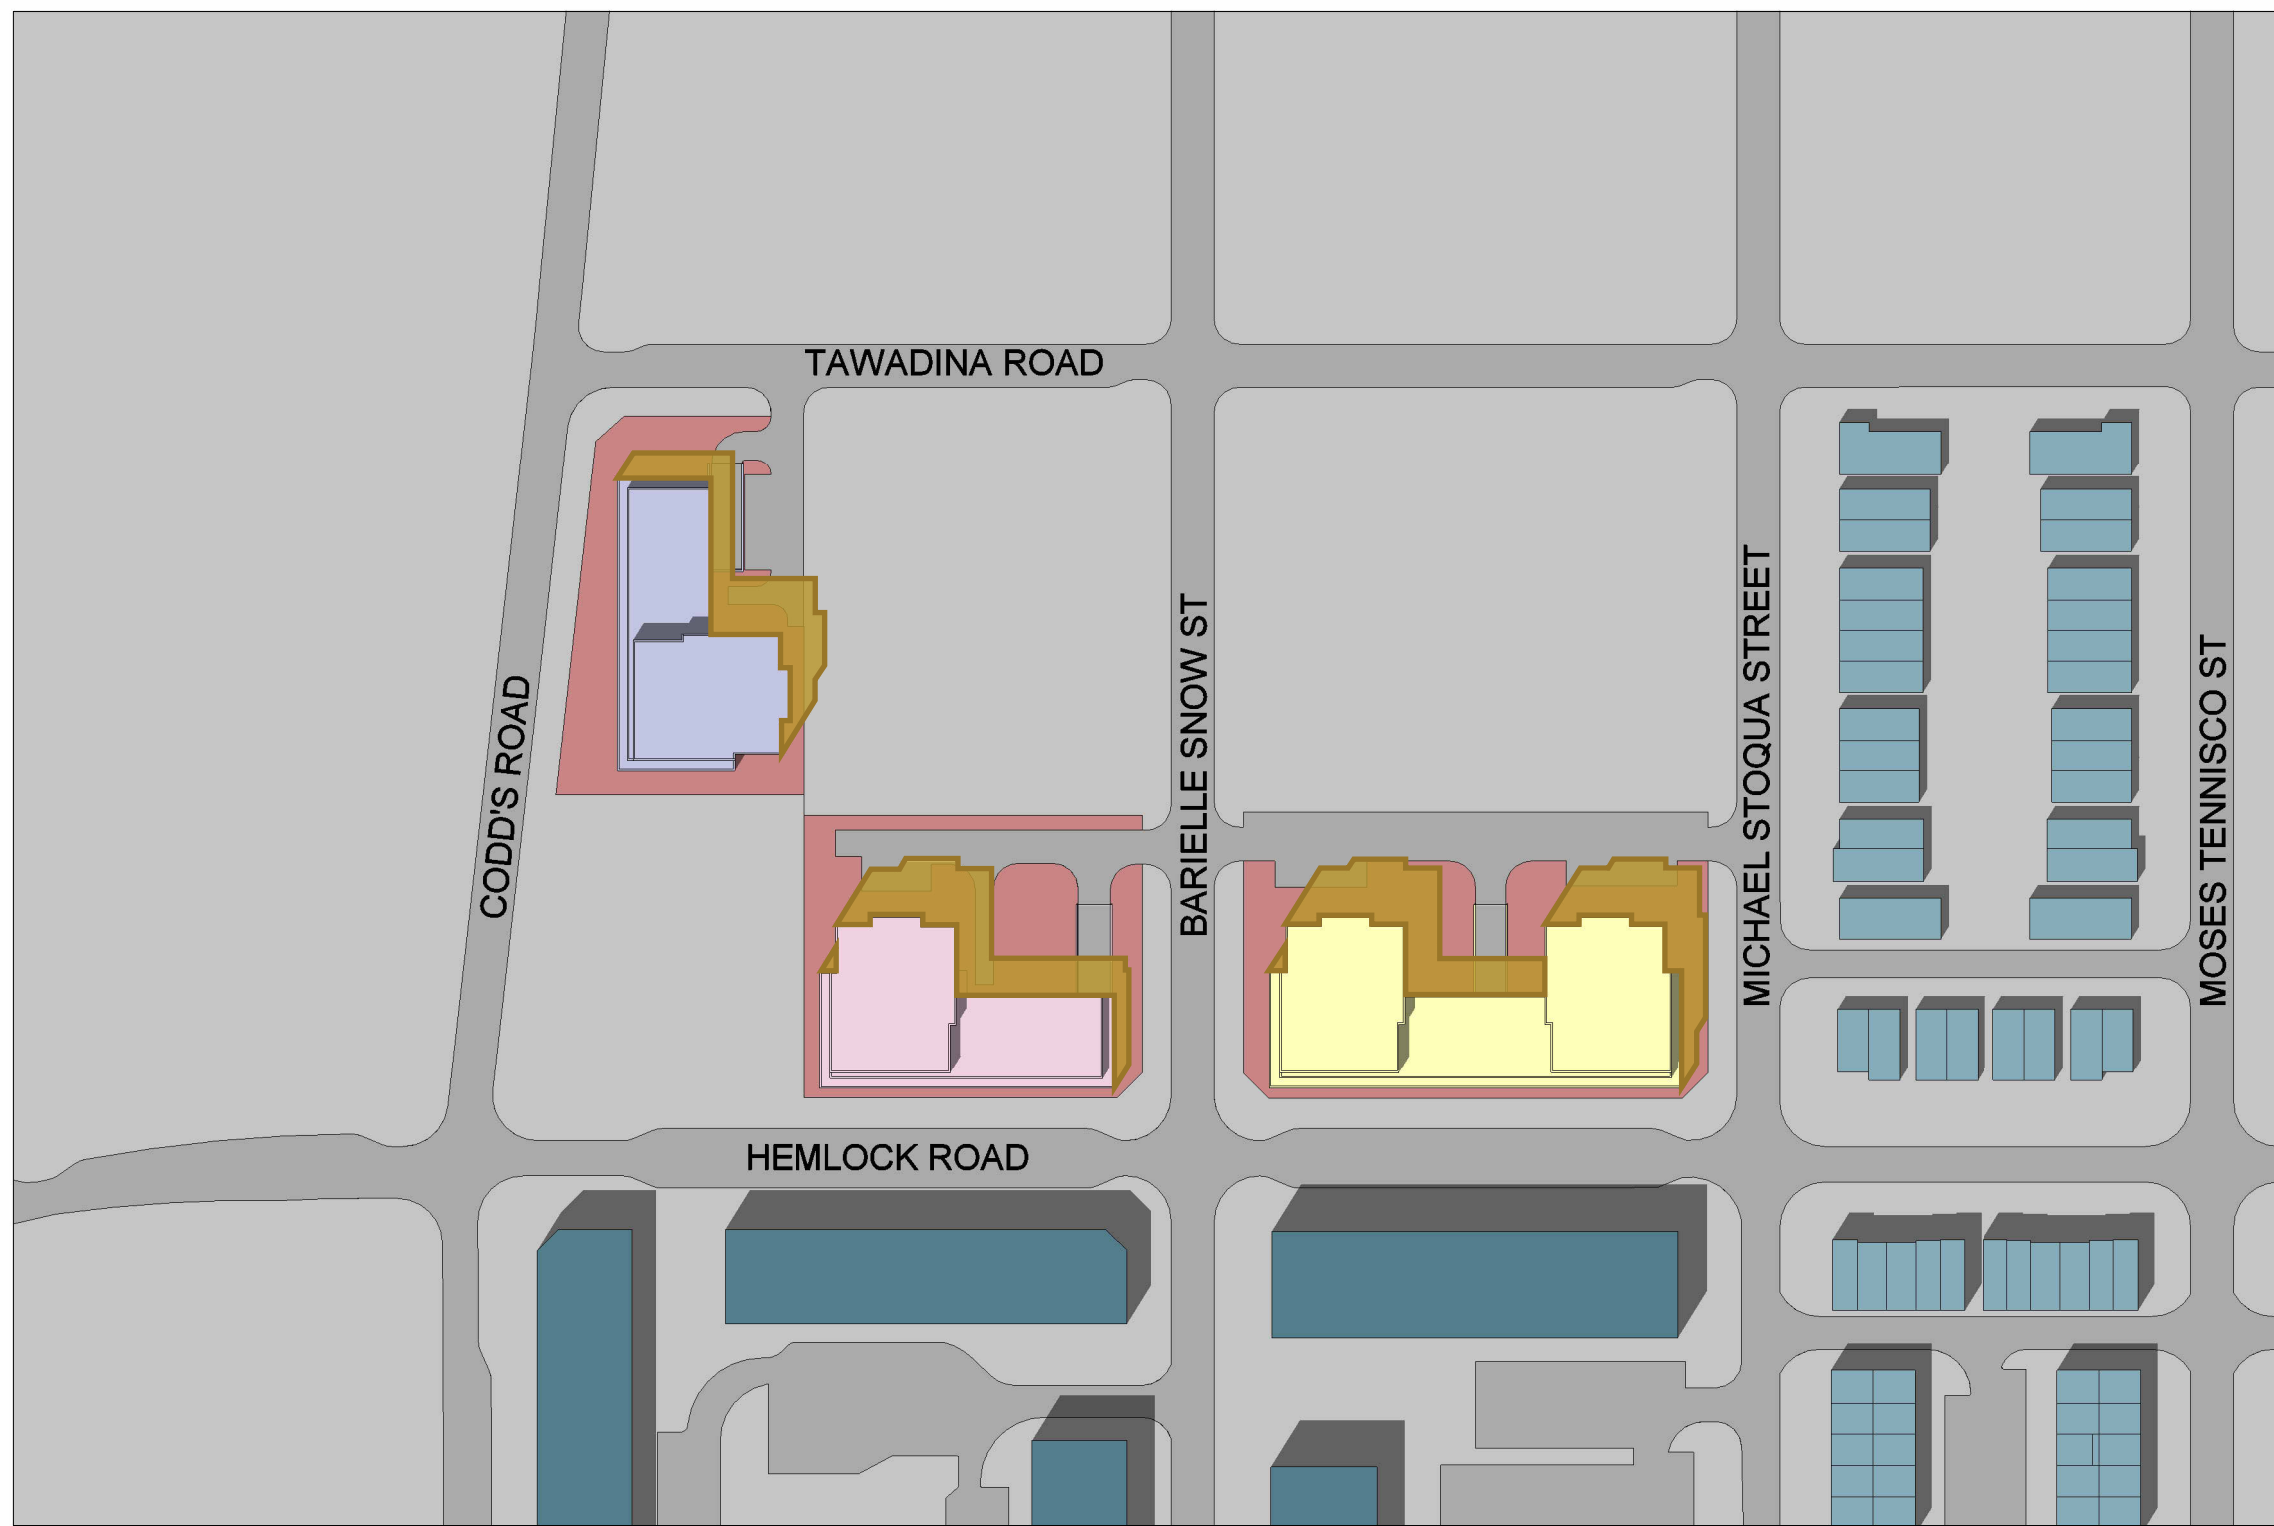 TAWADINA ROAD
CODD'S ROAD
BARIELLE SNOW ST
MICHAEL STOQUA STREET
MOSES TENNISCO ST
HEMLOCK ROAD